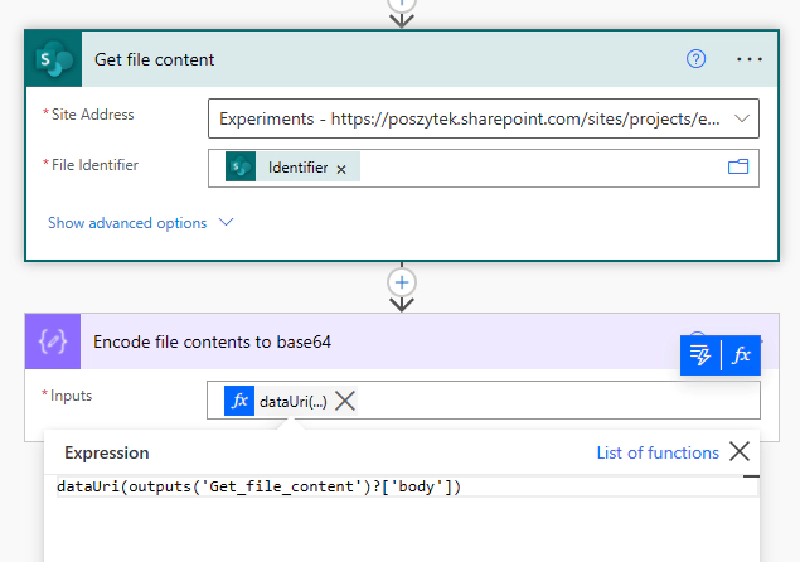 Get file content
* Site Address
Experiments - https://poszytek.sharepoint.com/sites/projects/e...
* File Identifier
Identifier
Show advanced options
Encode file contents to base64
fx
* Inputs
fx dataUri(...)
Expression
List of functions
dataUri(outputs('Get_file_content')?['body'])